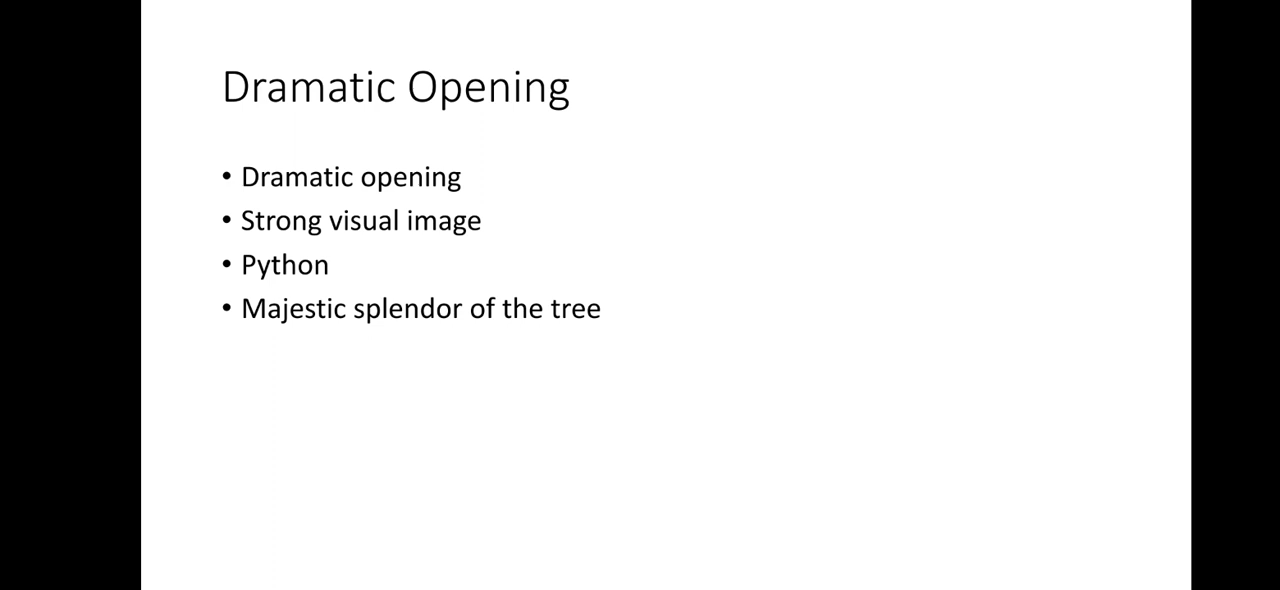 Dramatic Opening
• Dramatic opening
• Strong visual image
• Python
• Majestic splendor of the tree